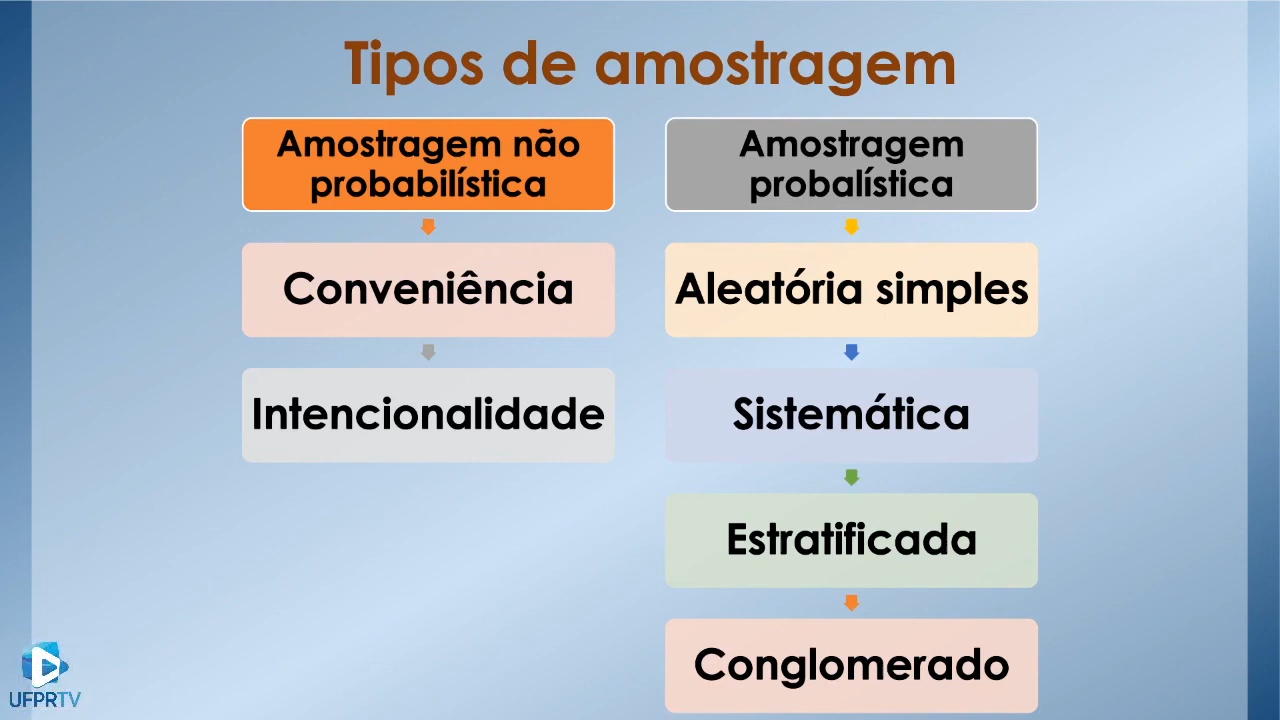 Tipos de amostragem
Amostragem não
probabilística
Conveniência
Intencionalidade
Amostragem
probalística
Aleatória simples
Sistemática
Estratificada
Conglomerado
UFPRTV